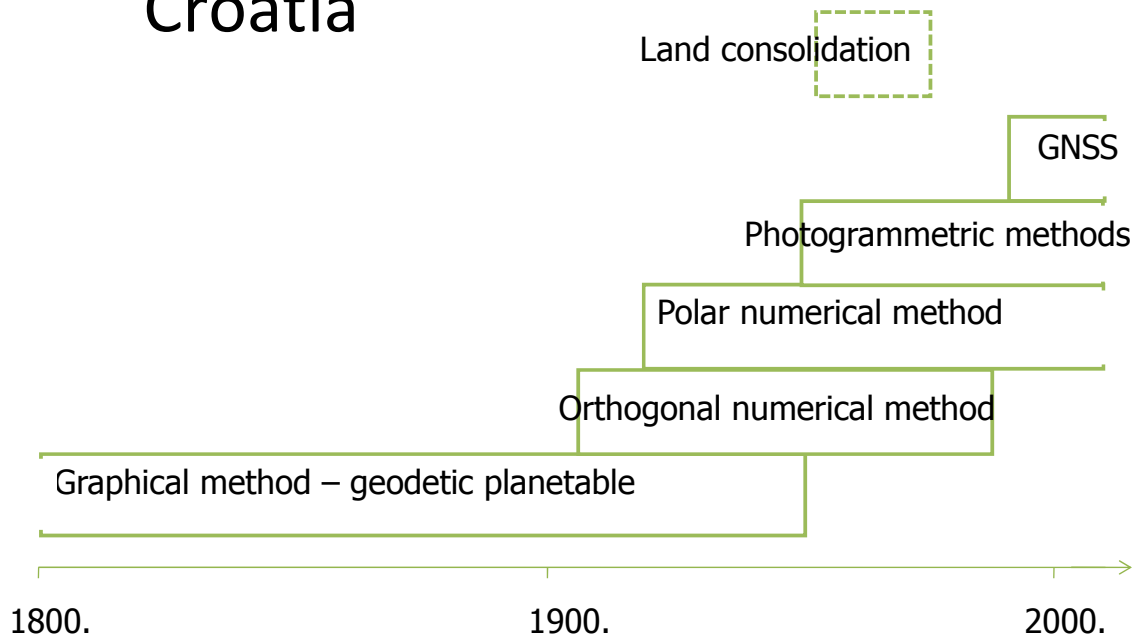 Croatia
Land consolidation
GNSS
Photogrammetric methods
Polar numerical method
Orthogonal numerical method
Graphical method – geodetic planetable
1800. 1900. 2000.